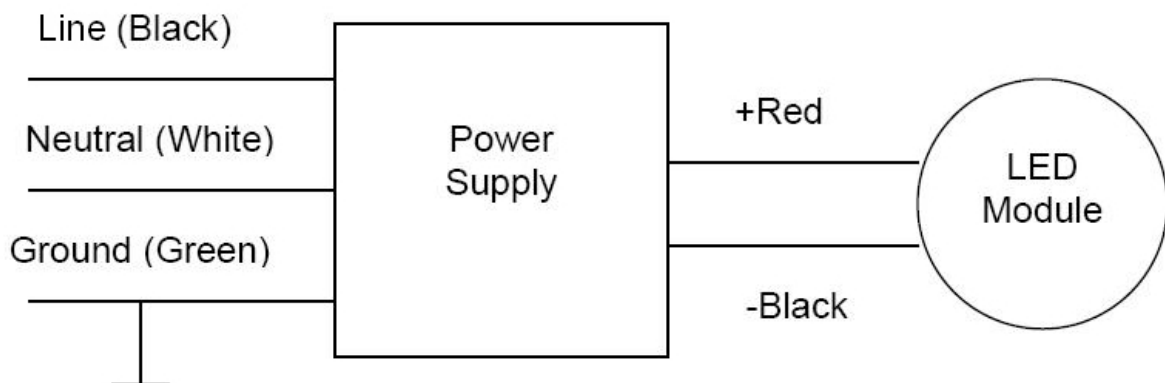 Line (Black)
Neutral (White)
Ground (Green)
Power
Supply
+Red
-Black
LED
Module